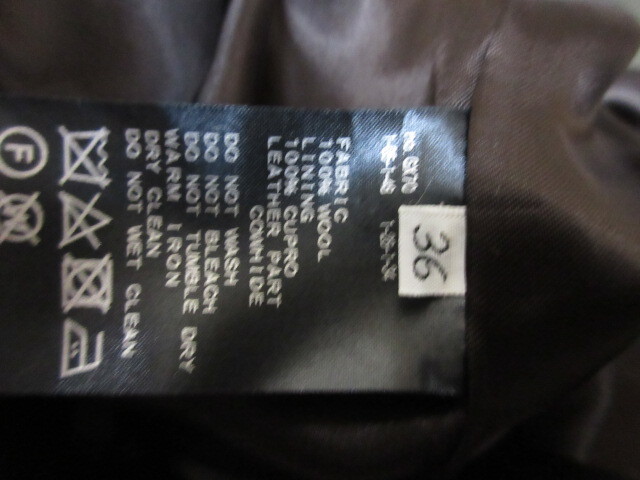 36
FABRIC
100% WOOL
LINING
100% CUPRO
LEATHER PART
COWHIDE
DO NOT WASH
DO NOT BLEACH
DO NOT TUMBLE DRY
WARM IRON
DRY CLEAN
DO NOT WET CLEAN
F